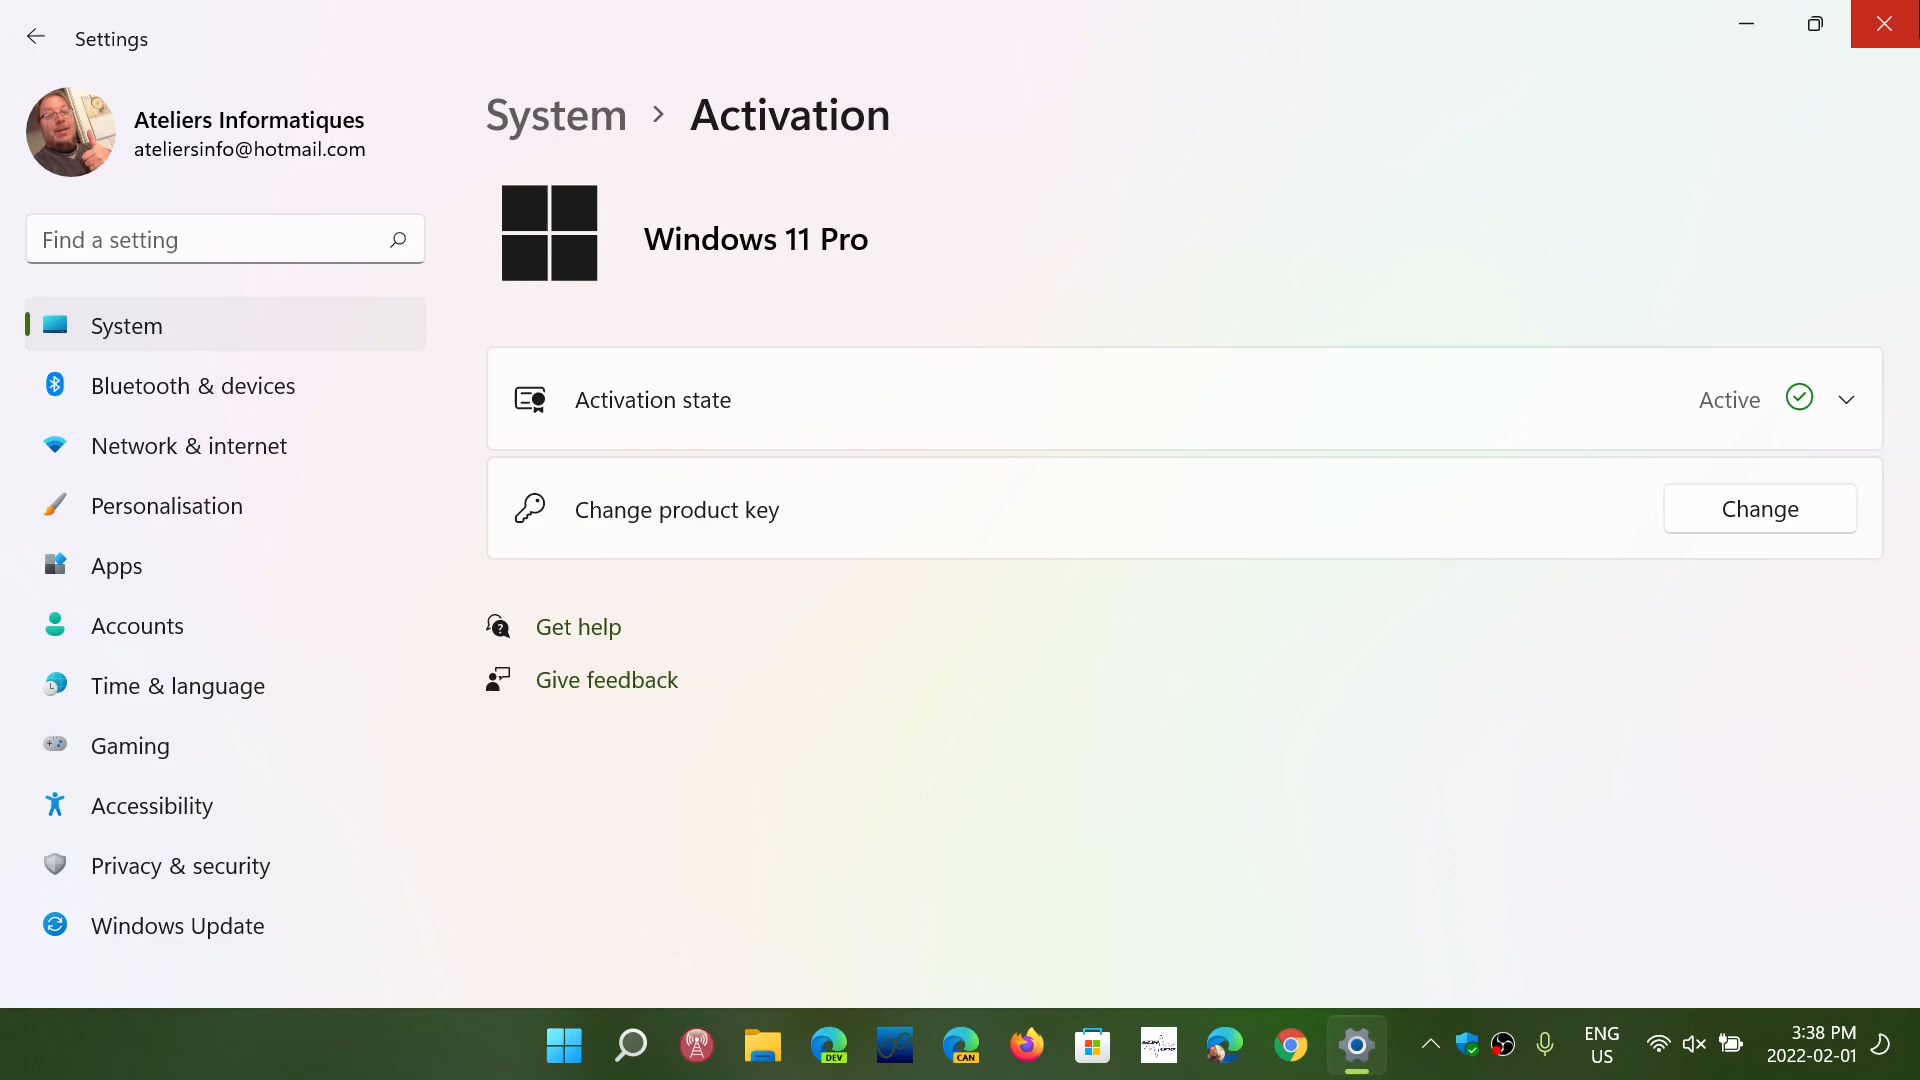 Settings
Ateliers Informatiques
ateliersinfo@hotmail.com
Find a setting
System
Bluetooth & devices
Network & internet
Personalisation
Apps
Accounts
Time & language
Gaming
Accessibility
Privacy & security
Windows Update
System > Activation
Windows 11 Pro
Activation state
Active
Change product key
Change
Get help
Give feedback
DEV
CAN
ENG
US
3:38 PM
2022-02-01